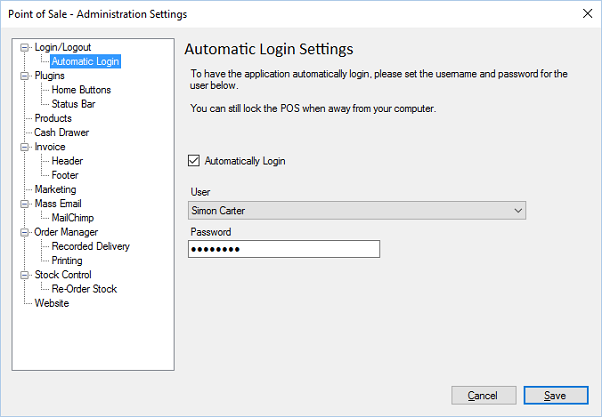 Point of Sale - Administration Settings
Login/Logout
Automatic Login
Plugins
Home Buttons
Status Bar
Products
Cash Drawer
Invoice
Header
Footer
Marketing
Mass Email
MailChimp
Order Manager
Recorded Delivery
Printing
Stock Control
Re-Order Stock
Website
Automatic Login Settings
To have the application automatically login, please set the username and password for the
user below.
You can still lock the POS when away from your computer.
Automatically Login
User
Simon Carter
Password
●●●●●●●●
Cancel
Save